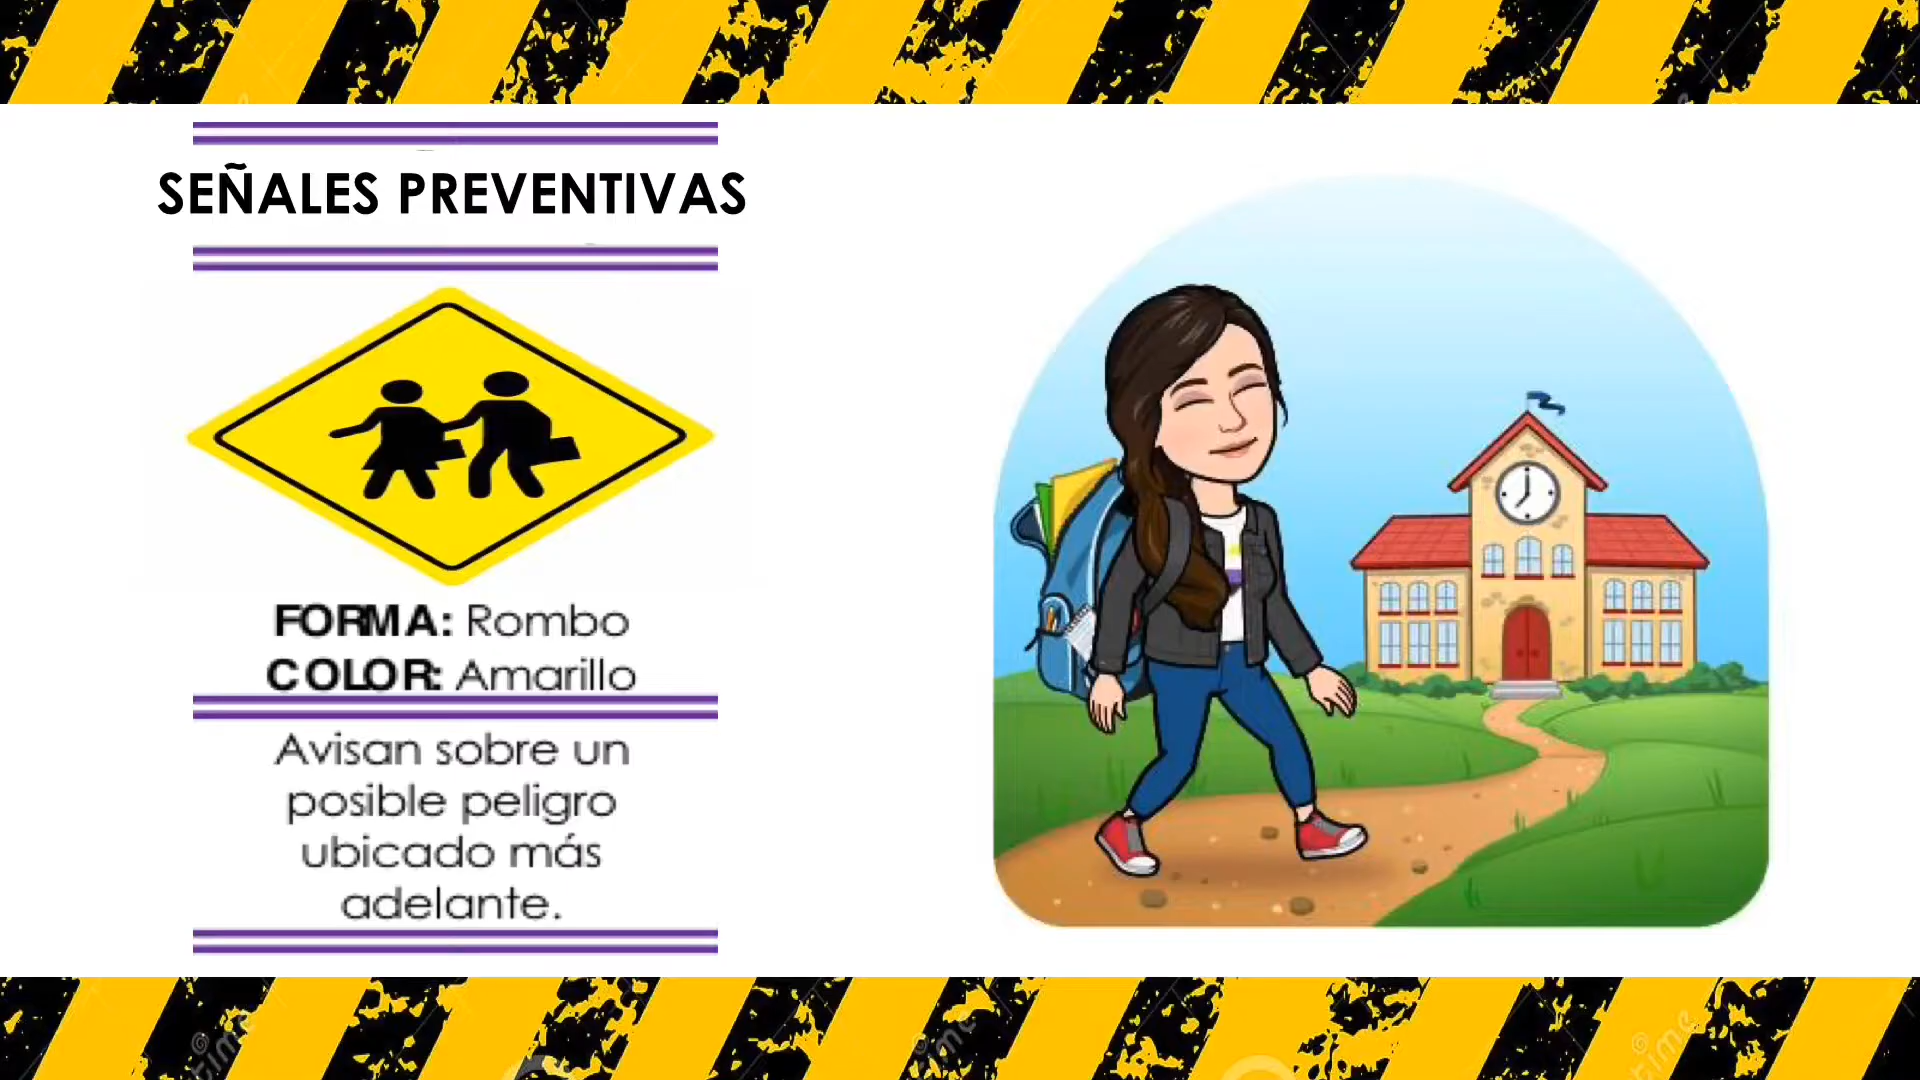 SEÑALES PREVENTIVAS
FORMA: Rombo
COLOR: Amarillo
Avisan sobre un
posible peligro
ubicado más
adelante.